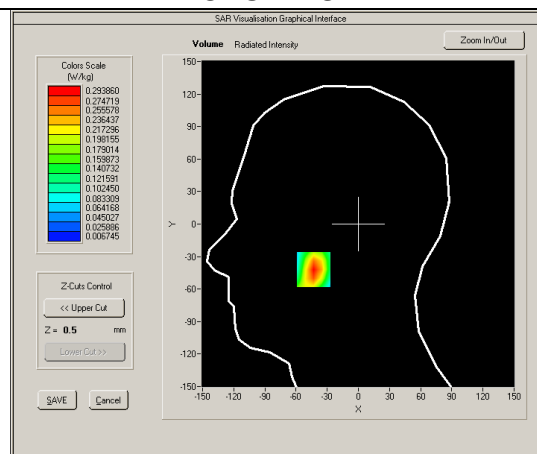 SAR Visualisation Graphical Interface
Volume Radiated Intensity
Zoom In/Out
Colors Scale
(W/kg)
0.293860
0.274719
0.255578
0.236437
0.217296
0.198155
0.179014
0.159873
0.140732
0.121591
0.102450
0.083309
0.064168
0.045027
0.025886
0.006745
Z-Cuts Control
<< Upper Cut
Z = 0.5 mm
Lower Cut >>
SAVE Cancel
150
120
90
60
30
0
-30
-60
-90
-120
-150
Y
-150 -120 -90 -60 -30 0 30 60 90 120 150
X